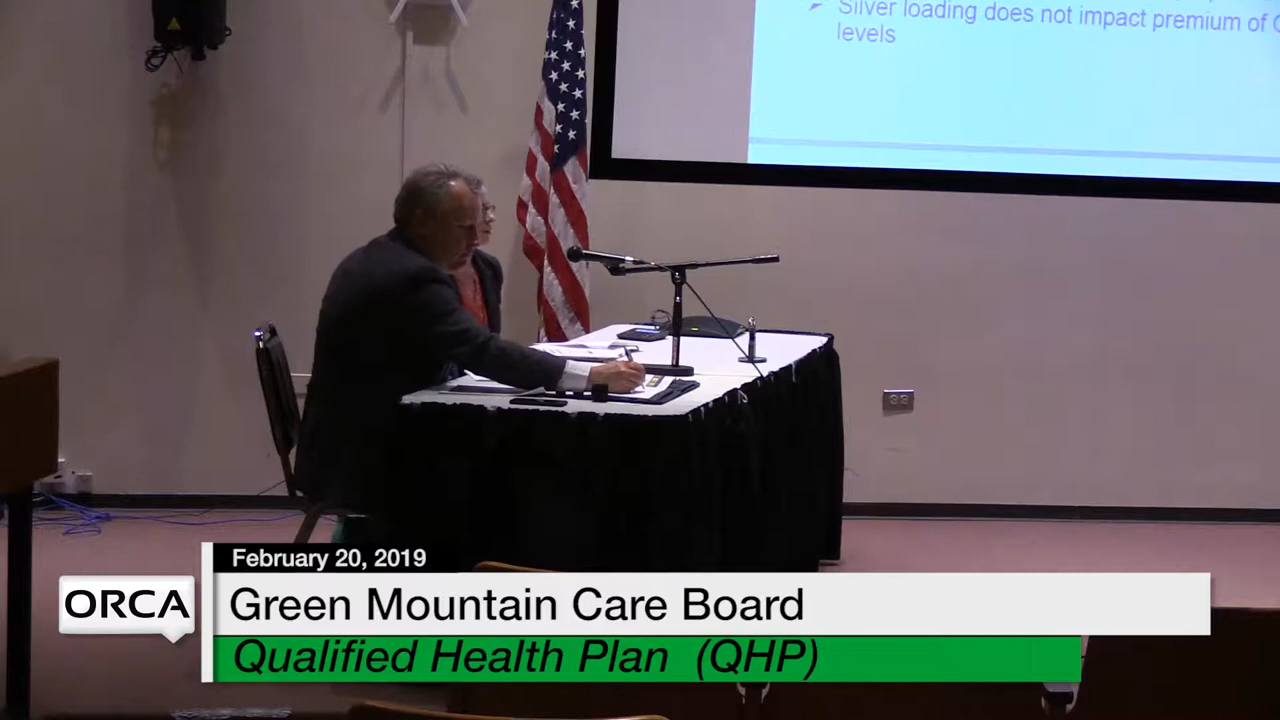 Silver loading does not impact premium of
levels
February 20, 2019
ORCA
Green Mountain Care Board
Qualified Health Plan (QHP)